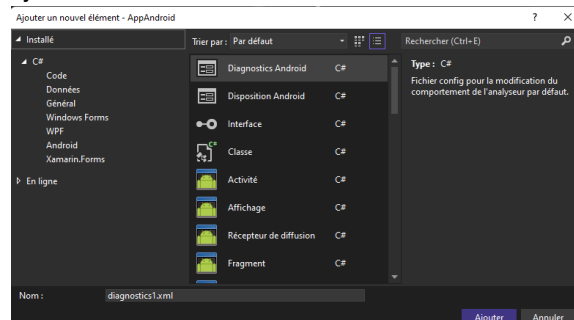 Ajouter un nouvel élément - AppAndroid
? X
Installé
Trier par : Par défaut
Rechercher (Ctrl+E)
C#
Code
Données
Général
Windows Forms
WPF
Android
Xamarin.Forms
En ligne
Diagnostics Android C#
Disposition Android C#
Interface C#
Classe C#
Activité C#
Affichage C#
Récepteur de diffusion C#
Fragment C#
Type : C#
Fichier config pour la modification du
comportement de l'analyseur par défaut.
Nom : diagnostics1.xml
Ajouter Annuler